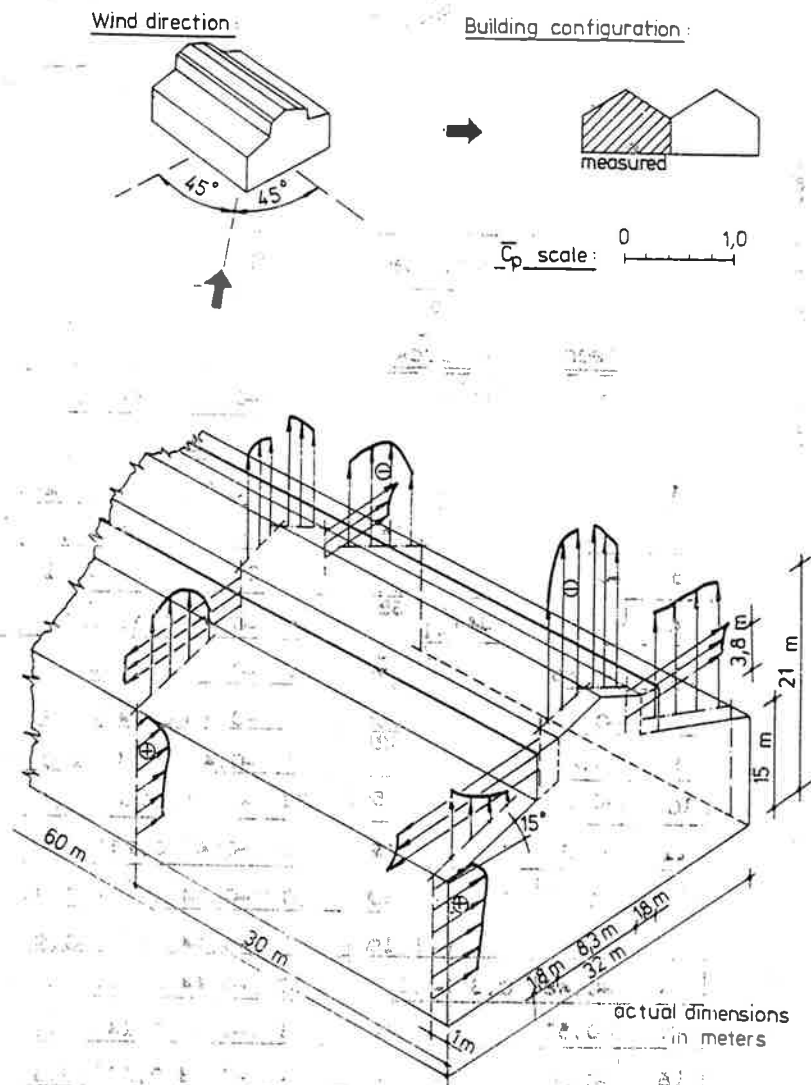 Wind direction:
Building configuration:
45°
45°
measured
C̅p scale:
0
1,0
⊖
⊖
3,8 m
21 m
15 m
⊕
15°
⊕
60 m
30 m
1m
1,8 m
8,3 m
1,8 m
32 m
actual dimensions
in meters